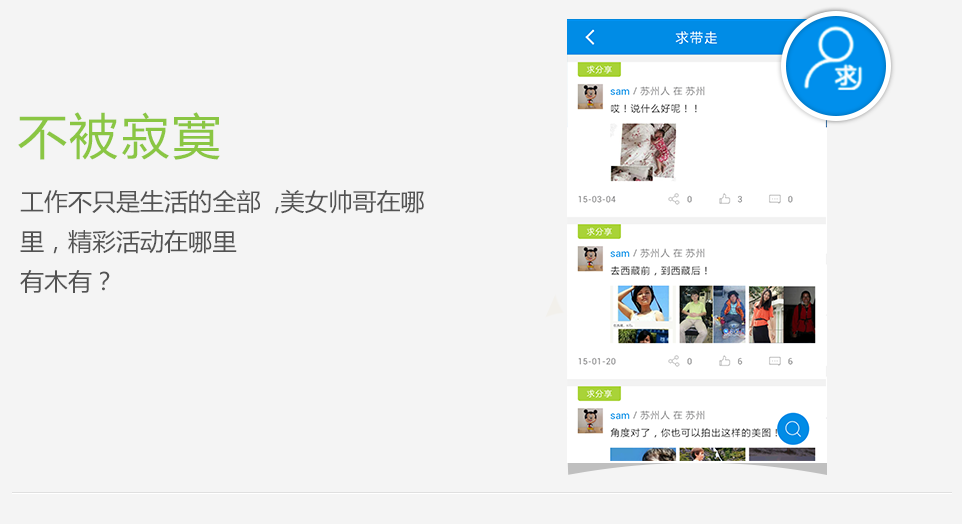 不被寂寞
工作不只是生活的全部 ,美女帅哥在哪
里，精彩活动在哪里
有木有？
求带走
求
求分享
sam / 苏州人 在 苏州
哎！说什么好呢！！
15-03-04 0 3 0
求分享
sam / 苏州人 在 苏州
去西藏前，到西藏后！
15-01-20 0 6 6
求分享
sam / 苏州人 在 苏州
角度对了，你也可以拍出这样的美图！